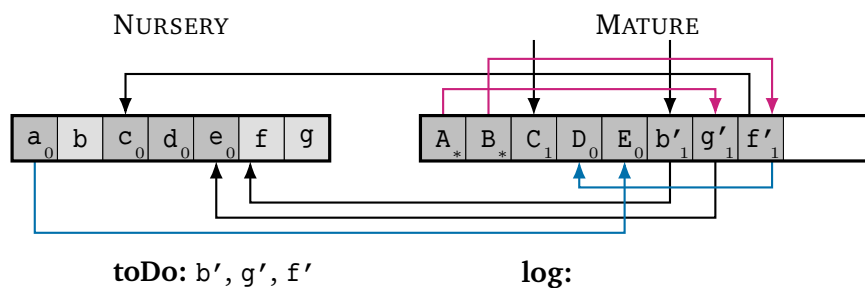 NURSERY MATURE
a₀ b c₀ d₀ e₀ f g A* B* C₁ D₀ E₀ b′₁ g′₁ f′₁
toDo: b′, g′, f′ log: